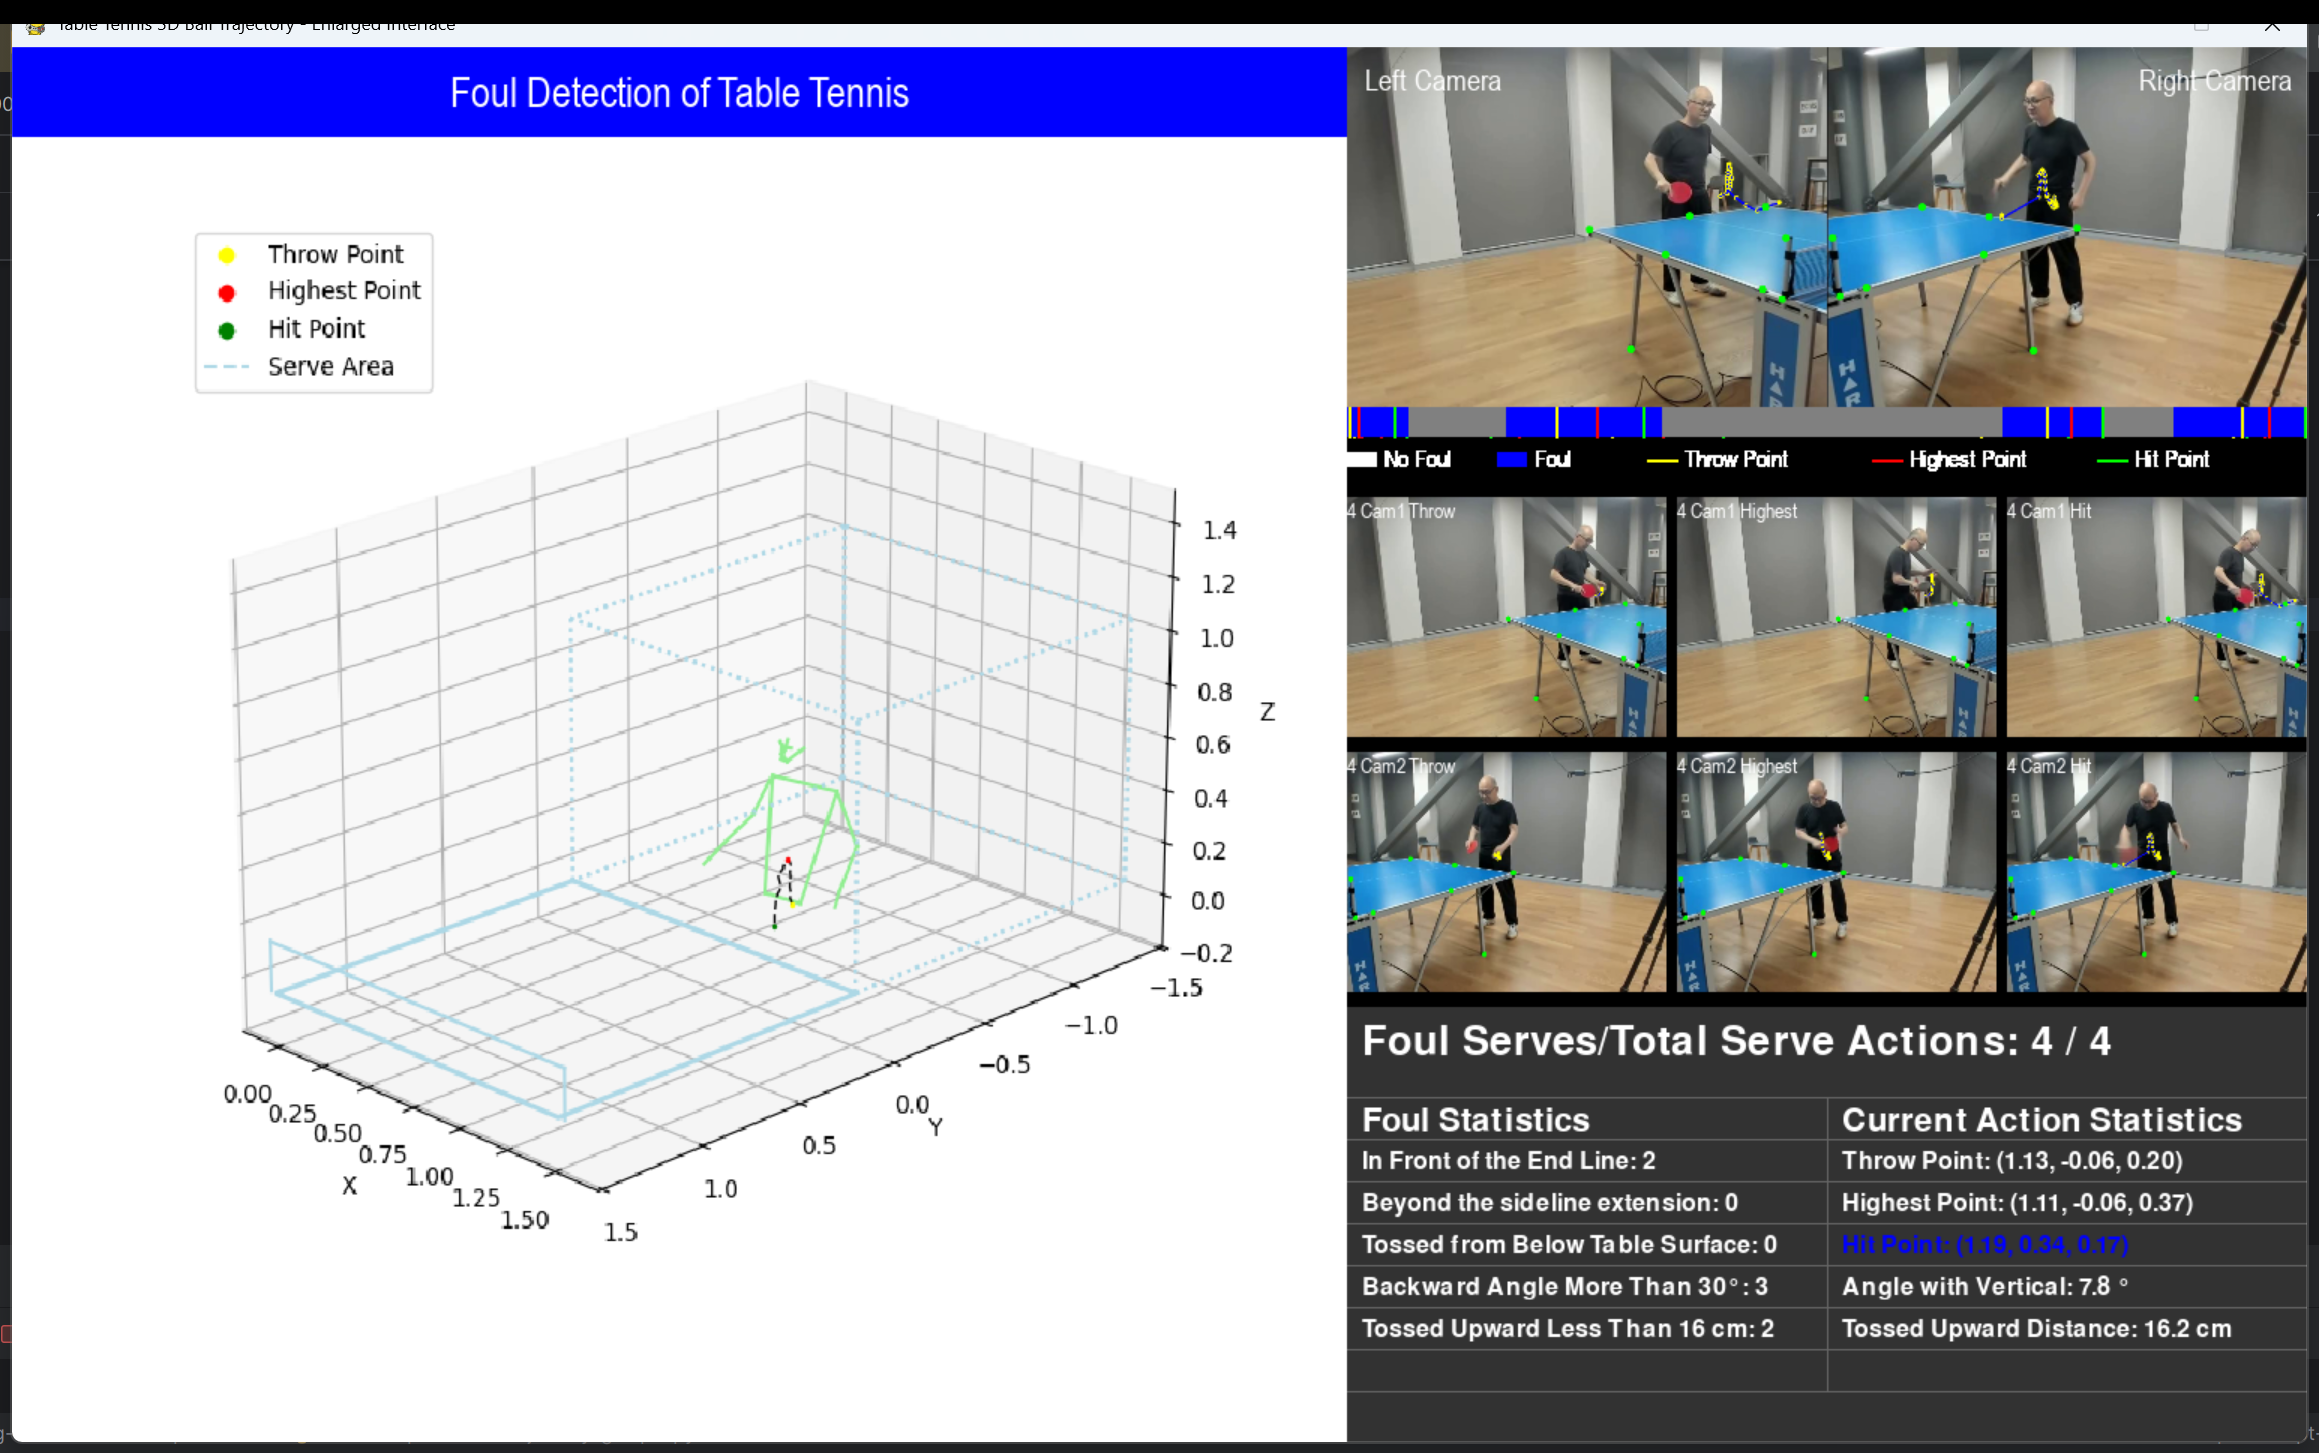 Table Tennis 3D Ball Trajectory - Enlarged Interface
Foul Detection of Table Tennis
Throw Point
Highest Point
Hit Point
Serve Area
1.4
1.2
1.0
0.8
0.6
0.4
0.2
0.0
−0.2
Z
0.00
0.25
0.50
0.75
1.00
1.25
1.50
X
1.5
1.0
0.5
0.0
−0.5
−1.0
−1.5
Y
Left Camera
Right Camera
No Foul
Foul
Throw Point
Highest Point
Hit Point
4 Cam1 Throw
4 Cam1 Highest
4 Cam1 Hit
4 Cam2 Throw
4 Cam2 Highest
4 Cam2 Hit
Foul Serves/Total Serve Actions: 4 / 4
Foul Statistics
In Front of the End Line: 2
Beyond the sideline extension: 0
Tossed from Below Table Surface: 0
Backward Angle More Than 30°: 3
Tossed Upward Less Than 16 cm: 2
Current Action Statistics
Throw Point: (1.13, -0.06, 0.20)
Highest Point: (1.11, -0.06, 0.37)
Hit Point: (1.19, 0.34, 0.17)
Angle with Vertical: 7.8 °
Tossed Upward Distance: 16.2 cm